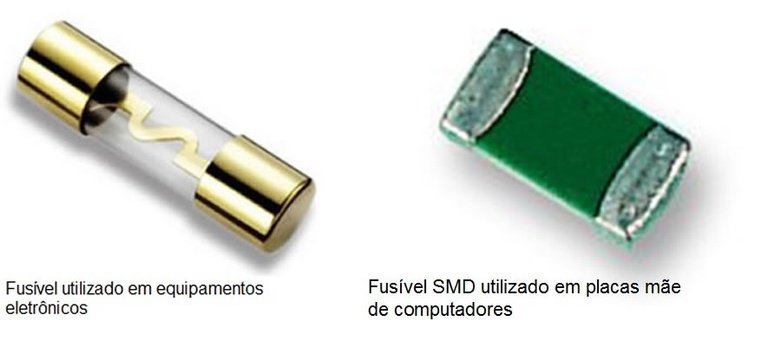 Fusível utilizado em equipamentos
eletrônicos
Fusível SMD utilizado em placas mãe
de computadores